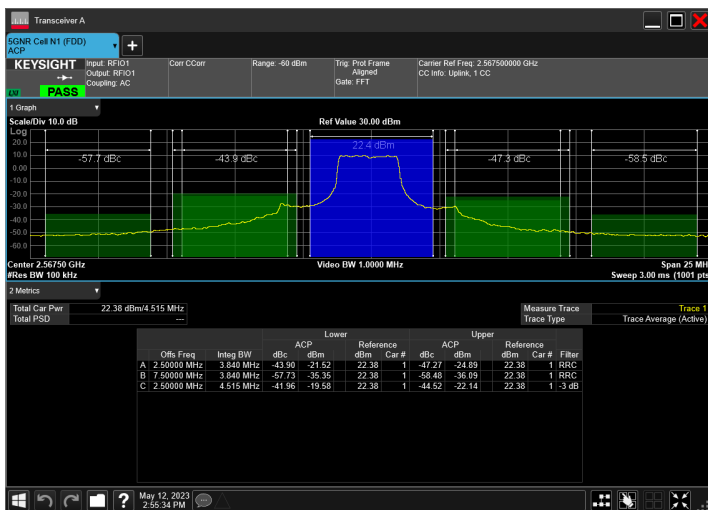 Transceiver A
5GNR Cell N1 (FDD)
ACP
KEYSIGHT
LXI
PASS
Input: RFIO1
Output: RFIO1
Coupling: AC
Corr CCorr
Range: -60 dBm
Trig: Prot Frame
Aligned
Gate: FFT
Carrier Ref Freq: 2.567500000 GHz
CC Info: Uplink, 1 CC
1 Graph
Scale/Div 10.0 dB
Ref Value 30.00 dBm
Log
20.0
10.0
0.00
-10.0
-20.0
-30.0
-40.0
-50.0
-60.0
-57.7 dBc
-43.9 dBc
22.4 dBm
-47.3 dBc
-58.5 dBc
Center 2.56750 GHz
Video BW 1.0000 MHz
Span 25 MH
#Res BW 100 kHz
Sweep 3.00 ms (1001 pts
2 Metrics
Total Car Pwr 22.38 dBm/4.515 MHz
Total PSD ---
Measure Trace Trace 1
Trace Type Trace Average (Active)
Lower Upper
ACP Reference ACP Reference
Offs Freq Integ BW dBc dBm dBm Car # dBc dBm dBm Car # Filter
A 2.50000 MHz 3.840 MHz -43.90 -21.52 22.38 1 -47.27 -24.89 22.38 1 RRC
B 7.50000 MHz 3.840 MHz -57.73 -35.35 22.38 1 -58.48 -36.09 22.38 1 RRC
C 2.50000 MHz 4.515 MHz -41.96 -19.58 22.38 1 -44.52 -22.14 22.38 1 -3 dB
May 12, 2023
2:55:34 PM